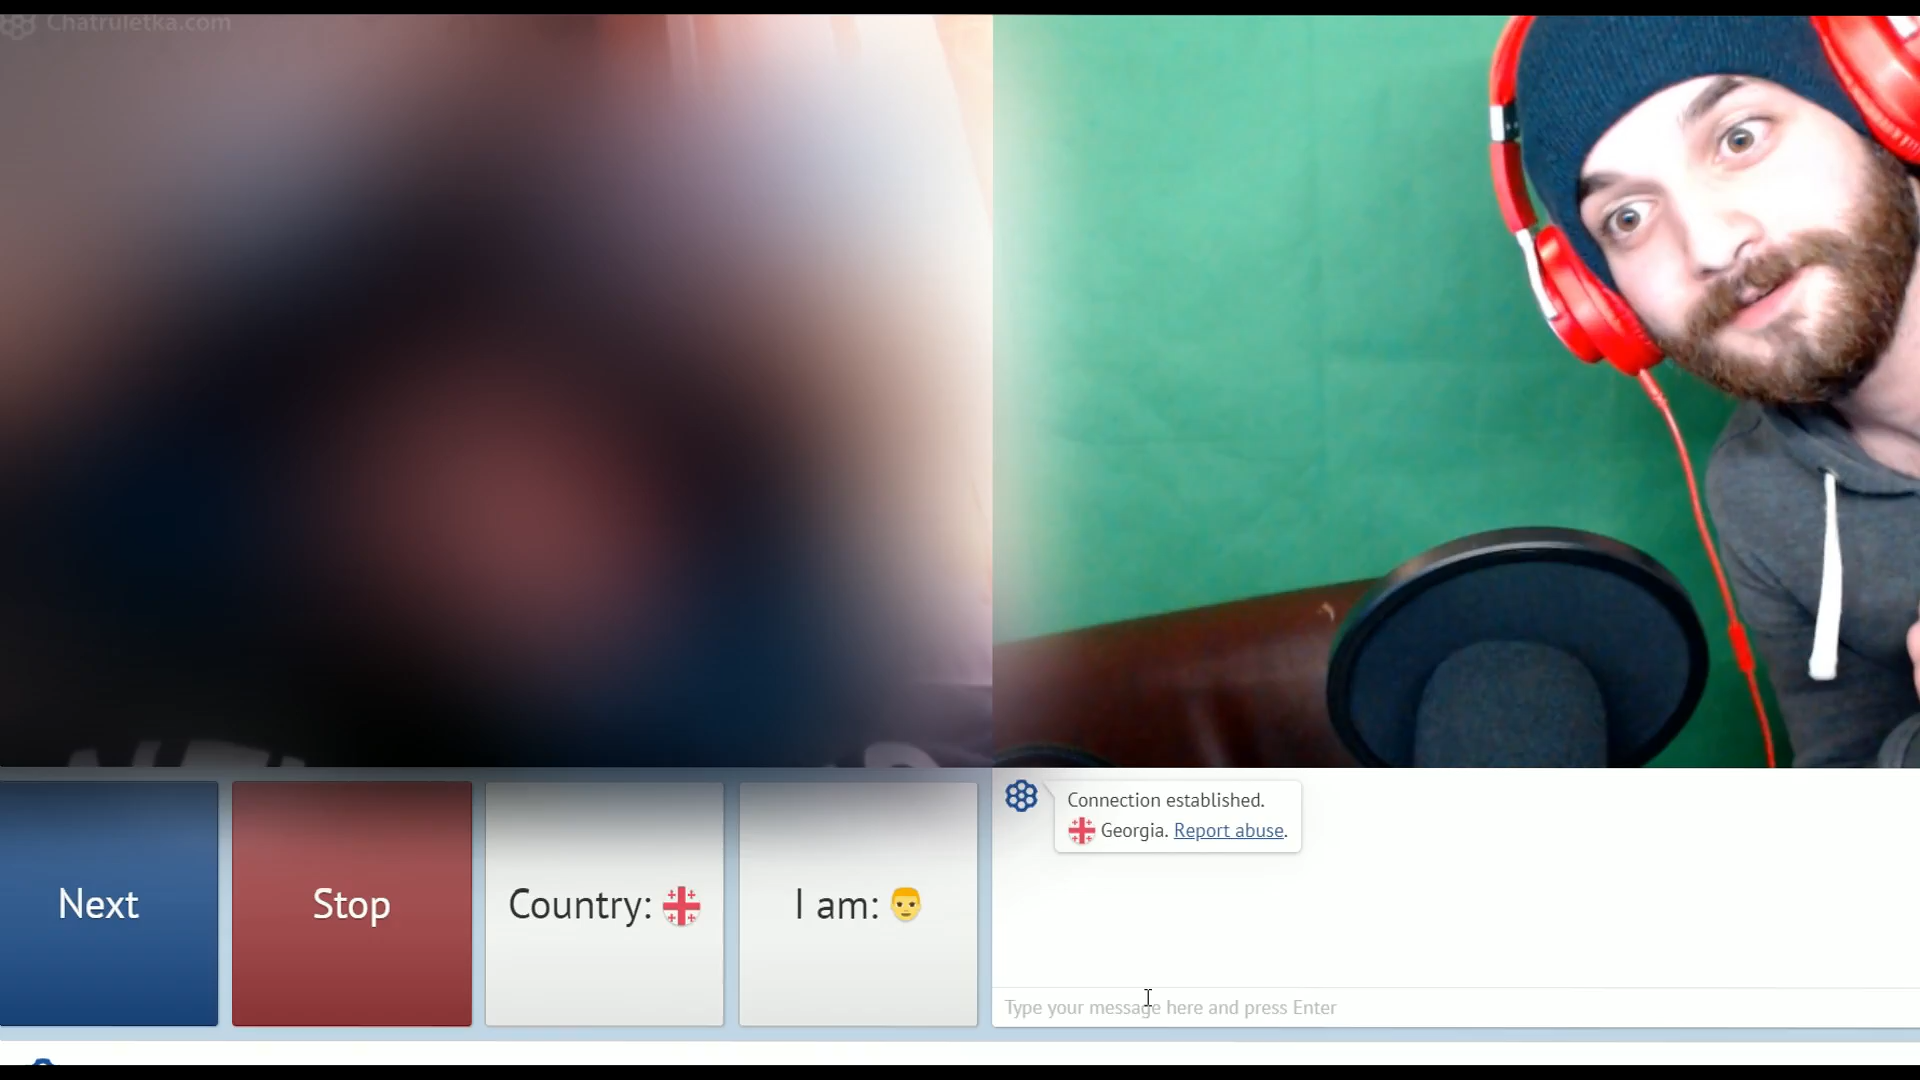 Chatruletka.com
Connection established.
Georgia. Report abuse.
Next
Stop
Country:
I am:
Type your message here and press Enter